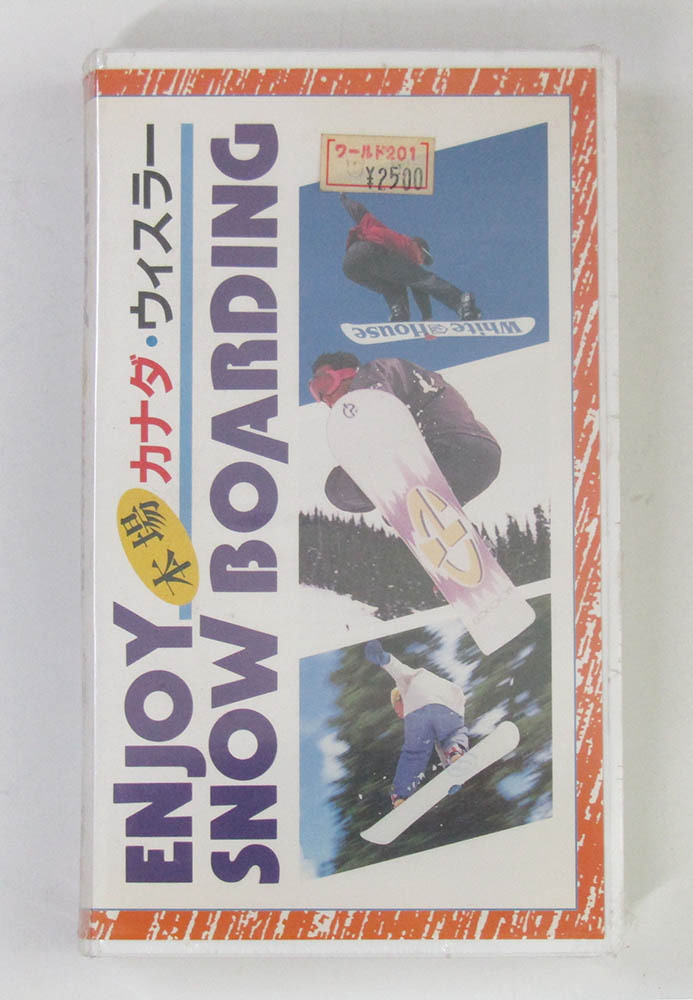 ワールド201
¥2500
ENJOY
本場
カナダ・ウィスラー
SNOW BOARDING
White House